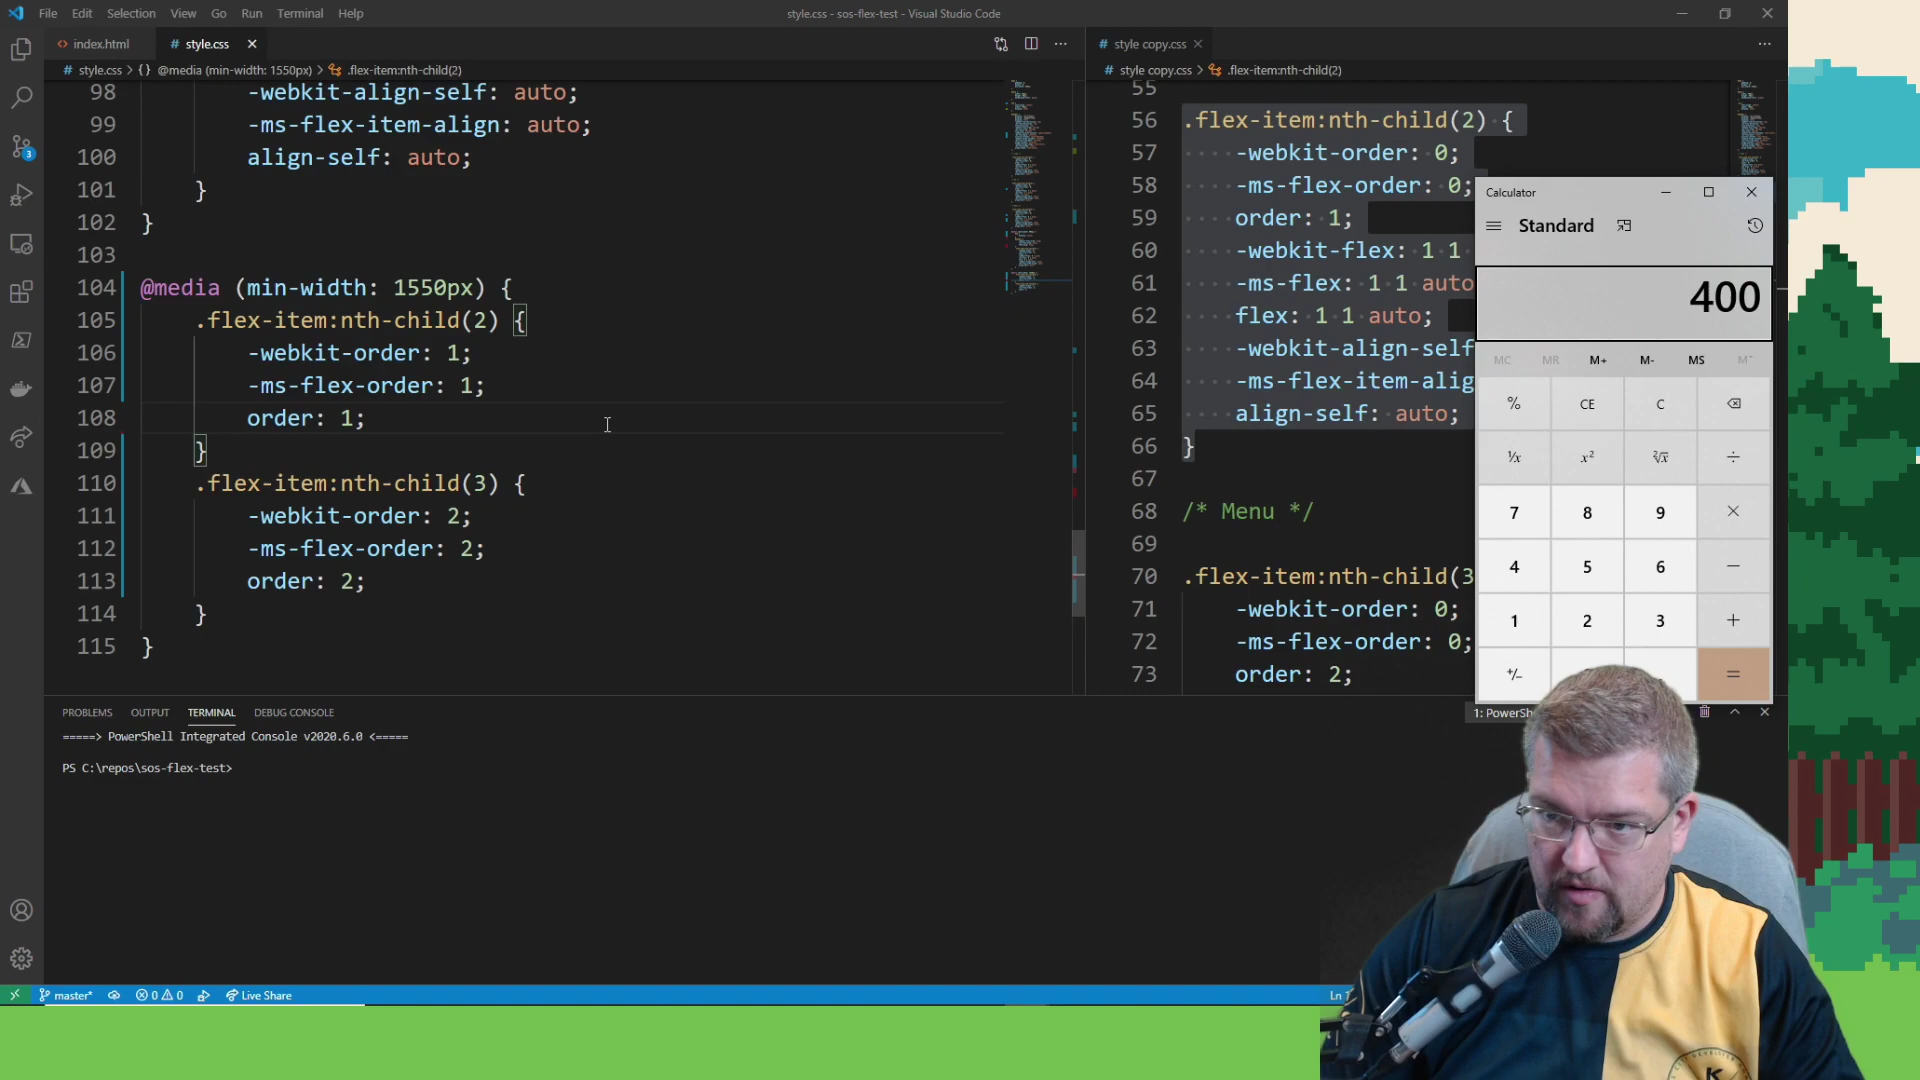 File Edit Selection View Go Run Terminal Help
style.css - sos-flex-test - Visual Studio Code
index.html
# style.css
# style.css > {} @media (min-width: 1550px) > .flex-item:nth-child(2)
98 -webkit-align-self: auto;
99 -ms-flex-item-align: auto;
100 align-self: auto;
101 }
102 }
103
104 @media (min-width: 1550px) {
105 .flex-item:nth-child(2) {
106 -webkit-order: 1;
107 -ms-flex-order: 1;
108 order: 1;
109 }
110 .flex-item:nth-child(3) {
111 -webkit-order: 2;
112 -ms-flex-order: 2;
113 order: 2;
114 }
115 }
# style copy.css
# style copy.css > .flex-item:nth-child(2)
55
56 .flex-item:nth-child(2) {
57 -webkit-order: 0;
58 -ms-flex-order: 0;
59 order: 1;
60 -webkit-flex: 1 1
61 -ms-flex: 1 1 auto
62 flex: 1 1 auto;
63 -webkit-align-self
64 -ms-flex-item-alig
65 align-self: auto;
66 }
67
68 /* Menu */
69
70 .flex-item:nth-child(3
71 -webkit-order: 0;
72 -ms-flex-order: 0;
73 order: 2;
Calculator
Standard
400
MC MR M+ M- MS M˅
% CE C
⅟x x² ²√x ÷
7 8 9 ×
4 5 6 −
1 2 3 +
+/− =
PROBLEMS OUTPUT TERMINAL DEBUG CONSOLE
1: PowerShe
=====> PowerShell Integrated Console v2020.6.0 <=====
PS C:\repos\sos-flex-test>
3
master* 0 0 Live Share
Ln 1
K